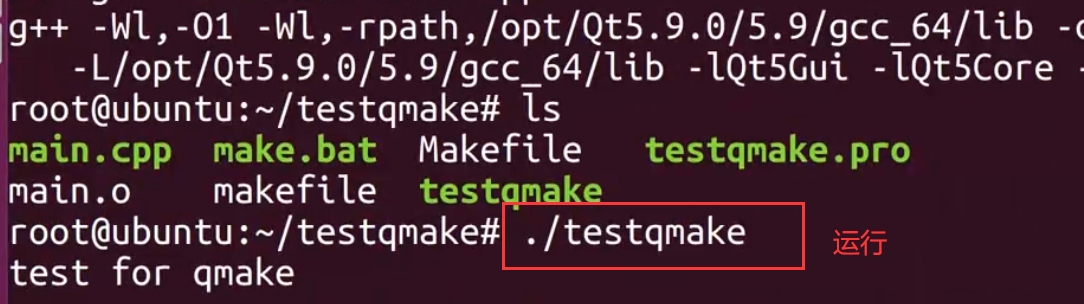 g++ -Wl,-O1 -Wl,-rpath,/opt/Qt5.9.0/5.9/gcc_64/lib -
-L/opt/Qt5.9.0/5.9/gcc_64/lib -lQt5Gui -lQt5Core -
root@ubuntu:~/testqmake# ls
main.cpp make.bat Makefile testqmake.pro
main.o makefile testqmake
root@ubuntu:~/testqmake# ./testqmake 运行
test for qmake